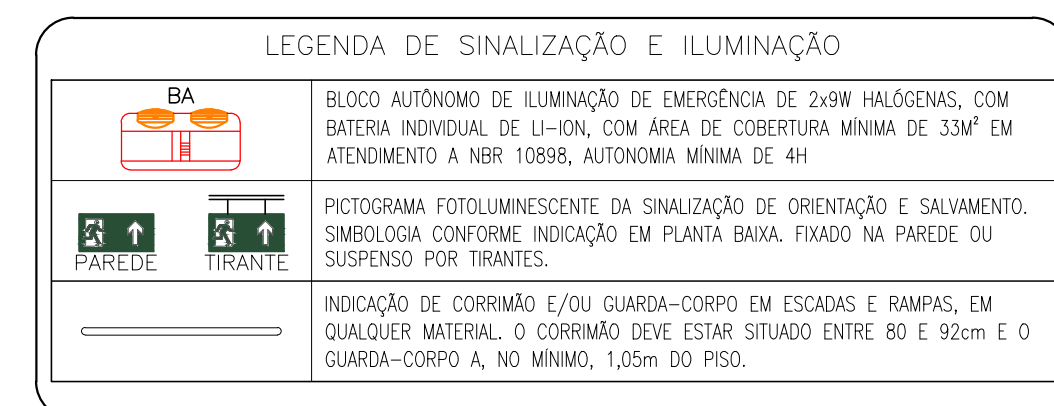 LEGENDA DE SINALIZAÇÃO E ILUMINAÇÃO
BA
BLOCO AUTÔNOMO DE ILUMINAÇÃO DE EMERGÊNCIA DE 2x9W HALÓGENAS, COM
BATERIA INDIVIDUAL DE LI-ION, COM ÁREA DE COBERTURA MÍNIMA DE 33M² EM
ATENDIMENTO A NBR 10898, AUTONOMIA MÍNIMA DE 4H
PAREDE
TIRANTE
PICTOGRAMA FOTOLUMINESCENTE DA SINALIZAÇÃO DE ORIENTAÇÃO E SALVAMENTO.
SIMBOLOGIA CONFORME INDICAÇÃO EM PLANTA BAIXA. FIXADO NA PAREDE OU
SUSPENSO POR TIRANTES.
INDICAÇÃO DE CORRIMÃO E/OU GUARDA-CORPO EM ESCADAS E RAMPAS, EM
QUALQUER MATERIAL. O CORRIMÃO DEVE ESTAR SITUADO ENTRE 80 E 92cm E O
GUARDA-CORPO A, NO MÍNIMO, 1,05m DO PISO.